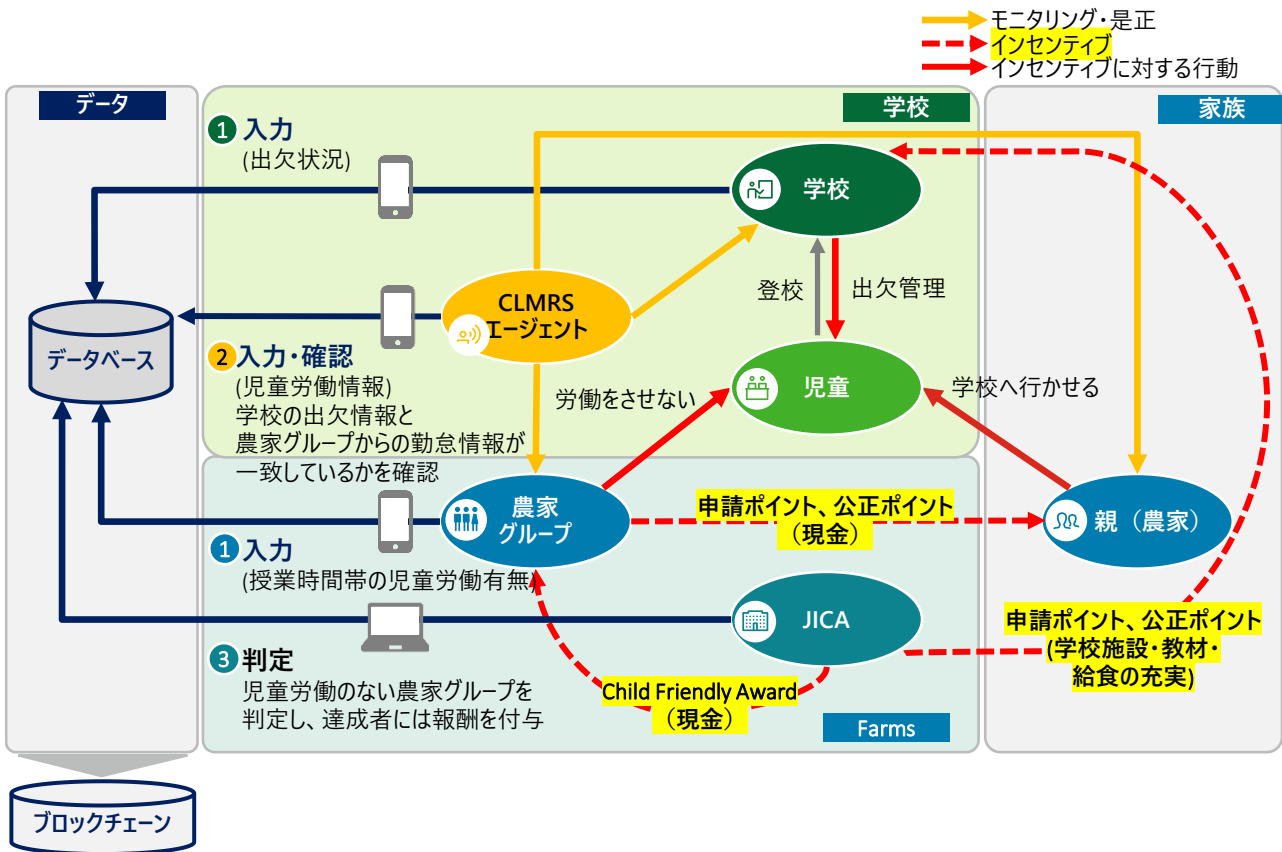 モニタリング・是正
インセンティブ
インセンティブに対する行動
データ
学校
家族
1 入力
(出欠状況)
学校
登校
出欠管理
CLMRS
エージェント
データベース
2 入力・確認
(児童労働情報)
学校の出欠情報と
農家グループからの勤怠情報が
一致しているかを確認
労働をさせない
児童
学校へ行かせる
農家
グループ
申請ポイント、公正ポイント
（現金）
親（農家）
1 入力
(授業時間帯の児童労働有無)
JICA
申請ポイント、公正ポイント
(学校施設・教材・
給食の充実)
3 判定
児童労働のない農家グループを
判定し、達成者には報酬を付与
Child Friendly Award
（現金）
Farms
ブロックチェーン